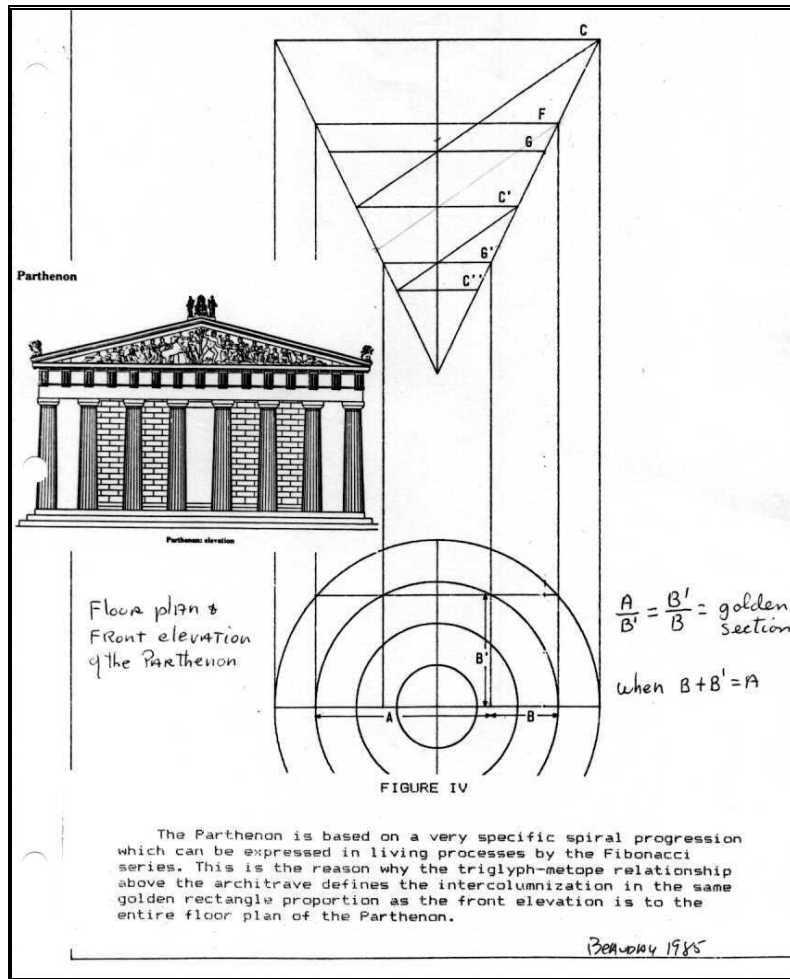 C
F
G
C'
G'
C''
Parthenon
Parthenon: elevation
Floor plan &
Front elevation
of the Parthenon
A/B' = B'/B = golden
section
when B+B'=A
B'
A
B
FIGURE IV
The Parthenon is based on a very specific spiral progression
which can be expressed in living processes by the Fibonacci
series. This is the reason why the triglyph-metope relationship
above the architrave defines the intercolumnization in the same
golden rectangle proportion as the front elevation is to the
entire floor plan of the Parthenon.
Beaudry 1985